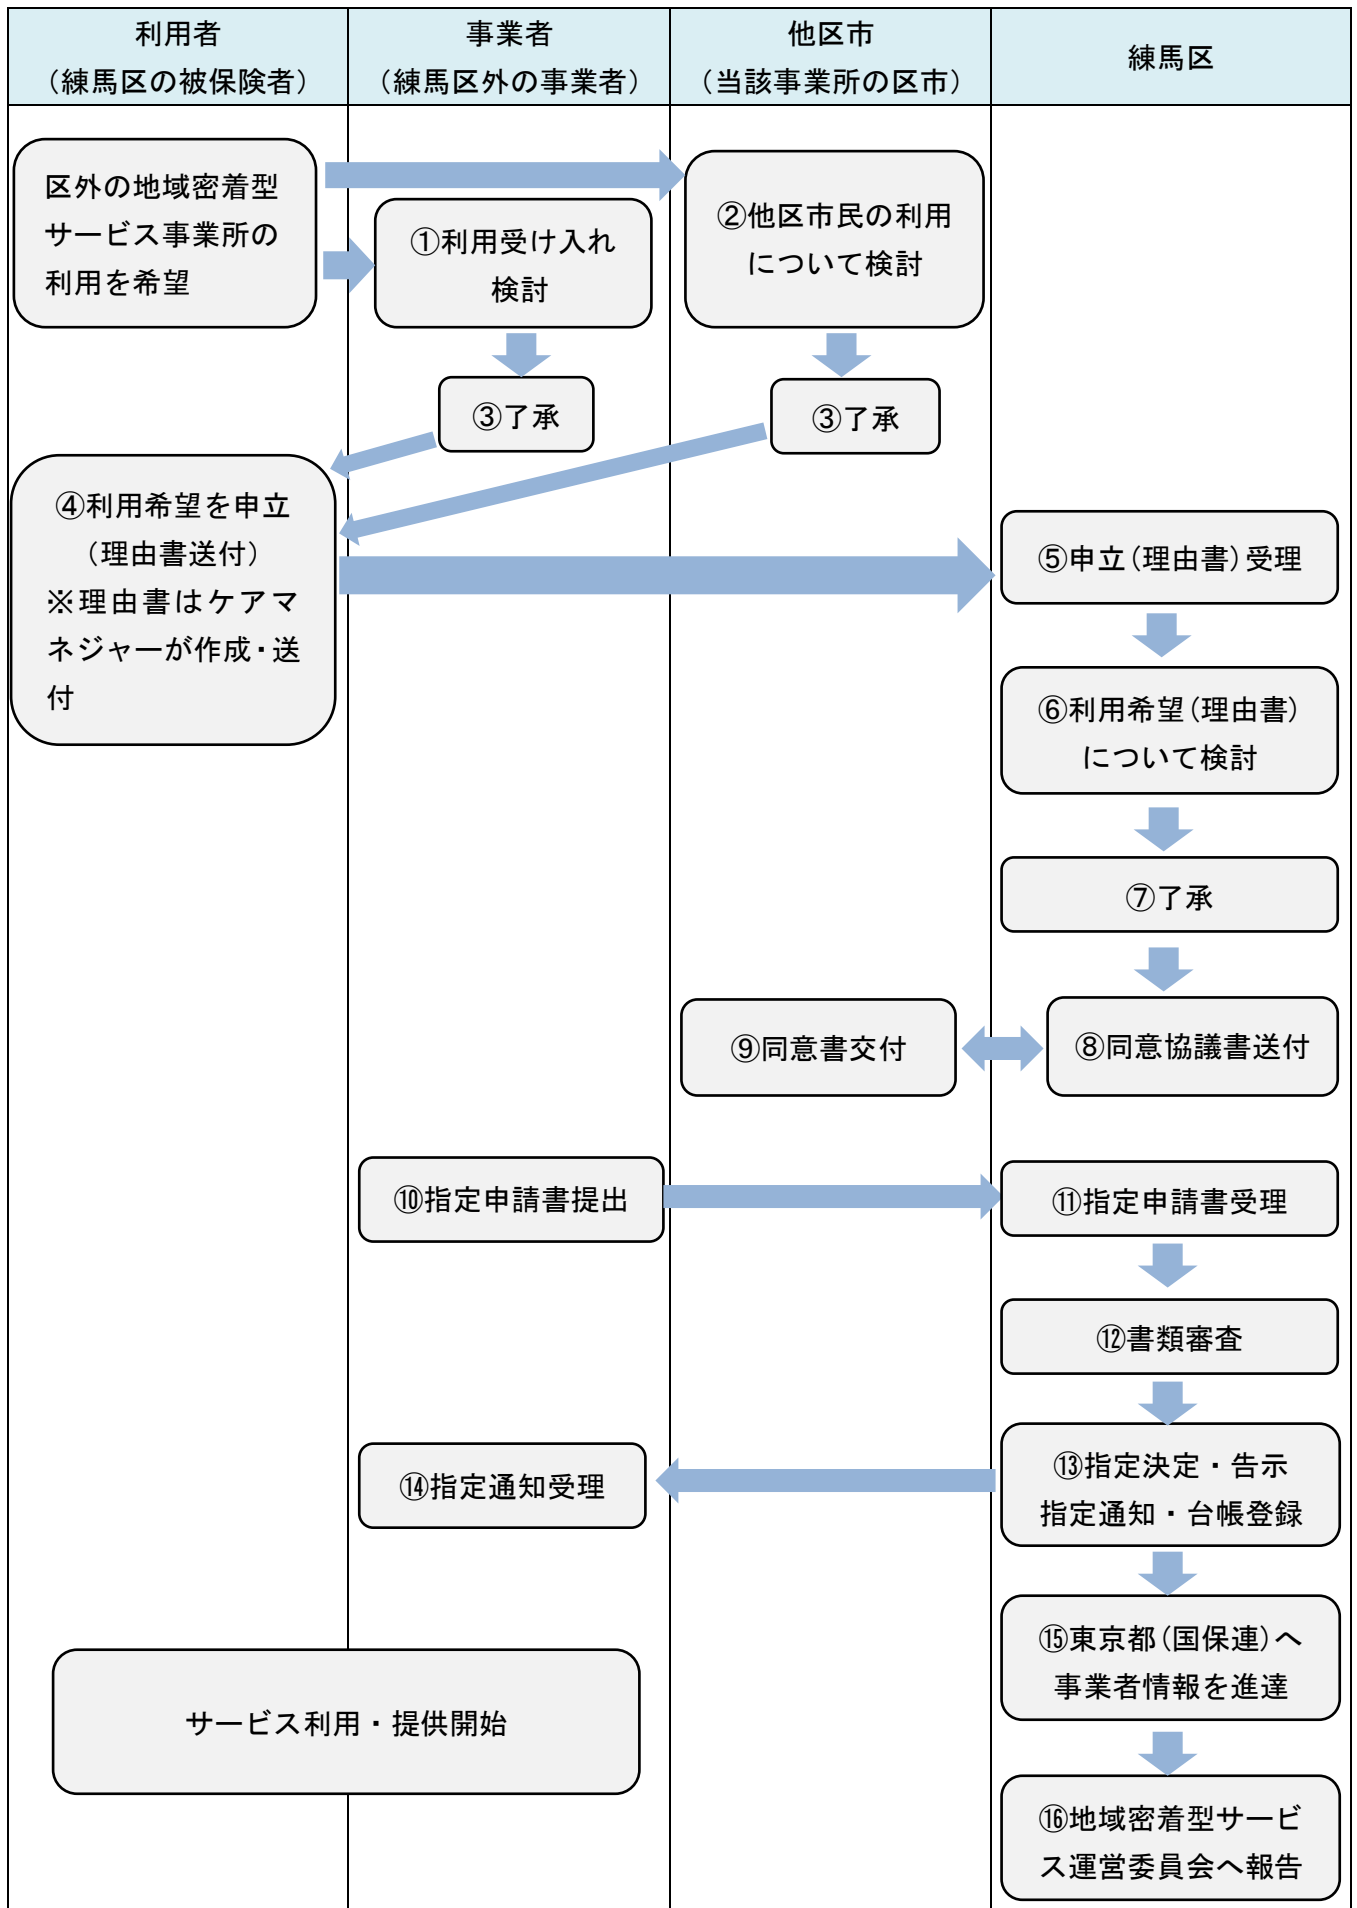 利用者
（練馬区の被保険者）
事業者
（練馬区外の事業者）
他区市
（当該事業所の区市）
練馬区
区外の地域密着型
サービス事業所の
利用を希望
①利用受け入れ
検討
②他区市民の利用
について検討
③了承
③了承
④利用希望を申立
（理由書送付）
※理由書はケアマ
ネジャーが作成・送
付
⑤申立（理由書）受理
⑥利用希望（理由書）
について検討
⑦了承
⑨同意書交付
⑧同意協議書送付
⑩指定申請書提出
⑪指定申請書受理
⑫書類審査
⑭指定通知受理
⑬指定決定・告示
指定通知・台帳登録
⑮東京都（国保連）へ
事業者情報を進達
サービス利用・提供開始
⑯地域密着型サービ
ス運営委員会へ報告